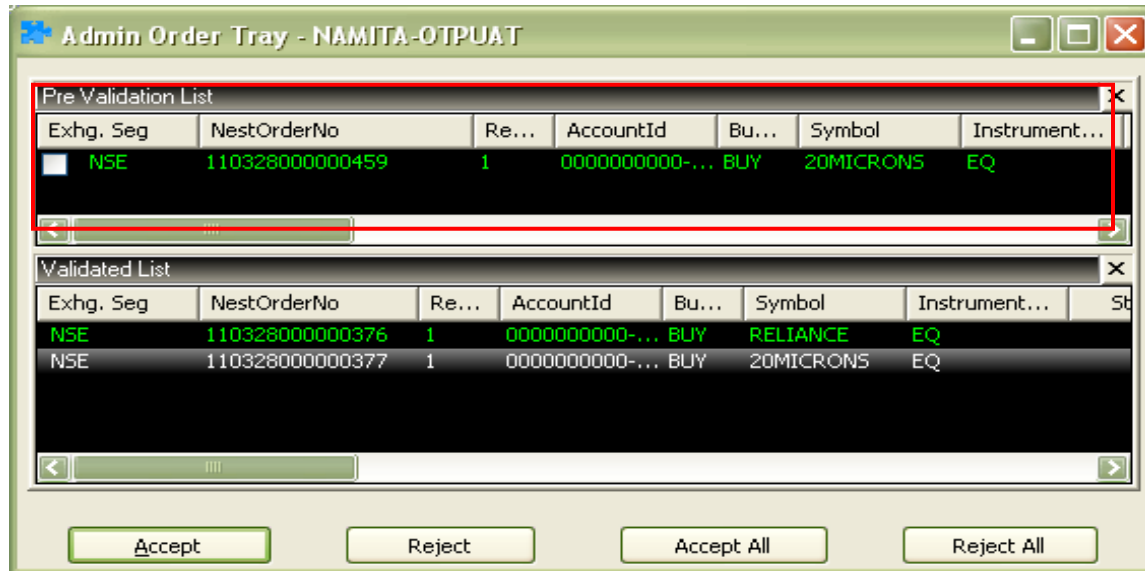 Admin Order Tray - NAMITA-OTPUAT
Pre Validation List
Exhg. Seg NestOrderNo Re... AccountId Bu... Symbol Instrument...
NSE 110328000000459 1 0000000000-... BUY 20MICRONS EQ
Validated List
Exhg. Seg NestOrderNo Re... AccountId Bu... Symbol Instrument... St
NSE 110328000000376 1 0000000000-... BUY RELIANCE EQ
NSE 110328000000377 1 0000000000-... BUY 20MICRONS EQ
Accept Reject Accept All Reject All